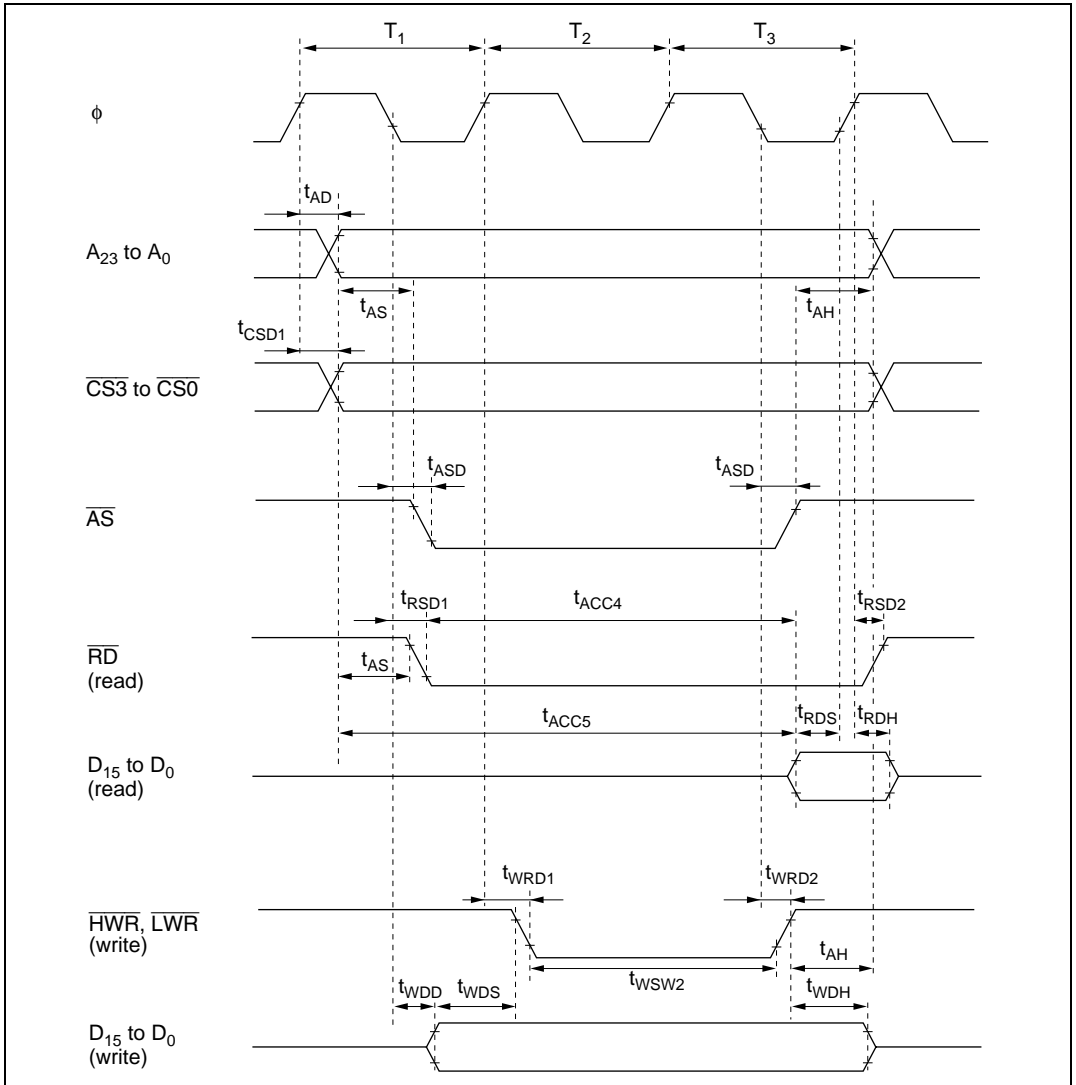 T1 T2 T3
ϕ
tAD
A23 to A0
tAS tAH
tCSD1
CS3 to CS0
tASD tASD
AS
tRSD1 tACC4 tRSD2
RD
(read)
tAS
tACC5 tRDS tRDH
D15 to D0
(read)
tWRD1 tWRD2
HWR, LWR
(write)
tAH
tWSW2
tWDD tWDS tWDH
D15 to D0
(write)